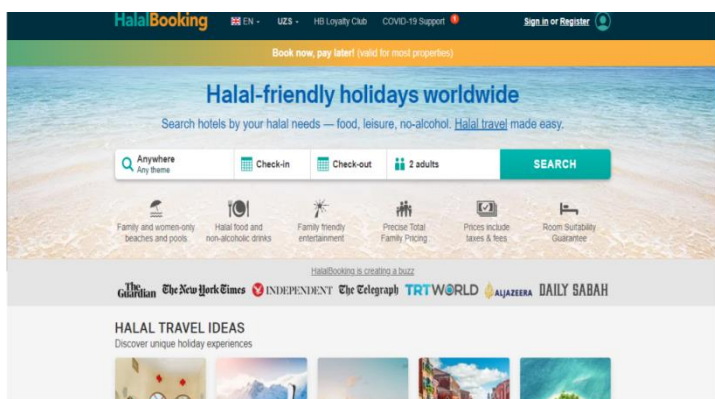 HalalBooking EN UZS HB Loyalty Club COVID-19 Support 1 Sign in or Register
Book now, pay later! (valid for most properties)
Halal-friendly holidays worldwide
Search hotels by your halal needs — food, leisure, no-alcohol. Halal travel made easy.
Anywhere
Any theme
Check-in
Check-out
2 adults
SEARCH
Family and women-only
beaches and pools
Halal food and
non-alcoholic drinks
Family friendly
entertainment
Precise Total
Family Pricing
Prices include
taxes & fees
Room Suitability
Guarantee
HalalBooking is creating a buzz
The Guardian The New York Times INDEPENDENT The Telegraph TRT WORLD ALJAZEERA DAILY SABAH
HALAL TRAVEL IDEAS
Discover unique holiday experiences